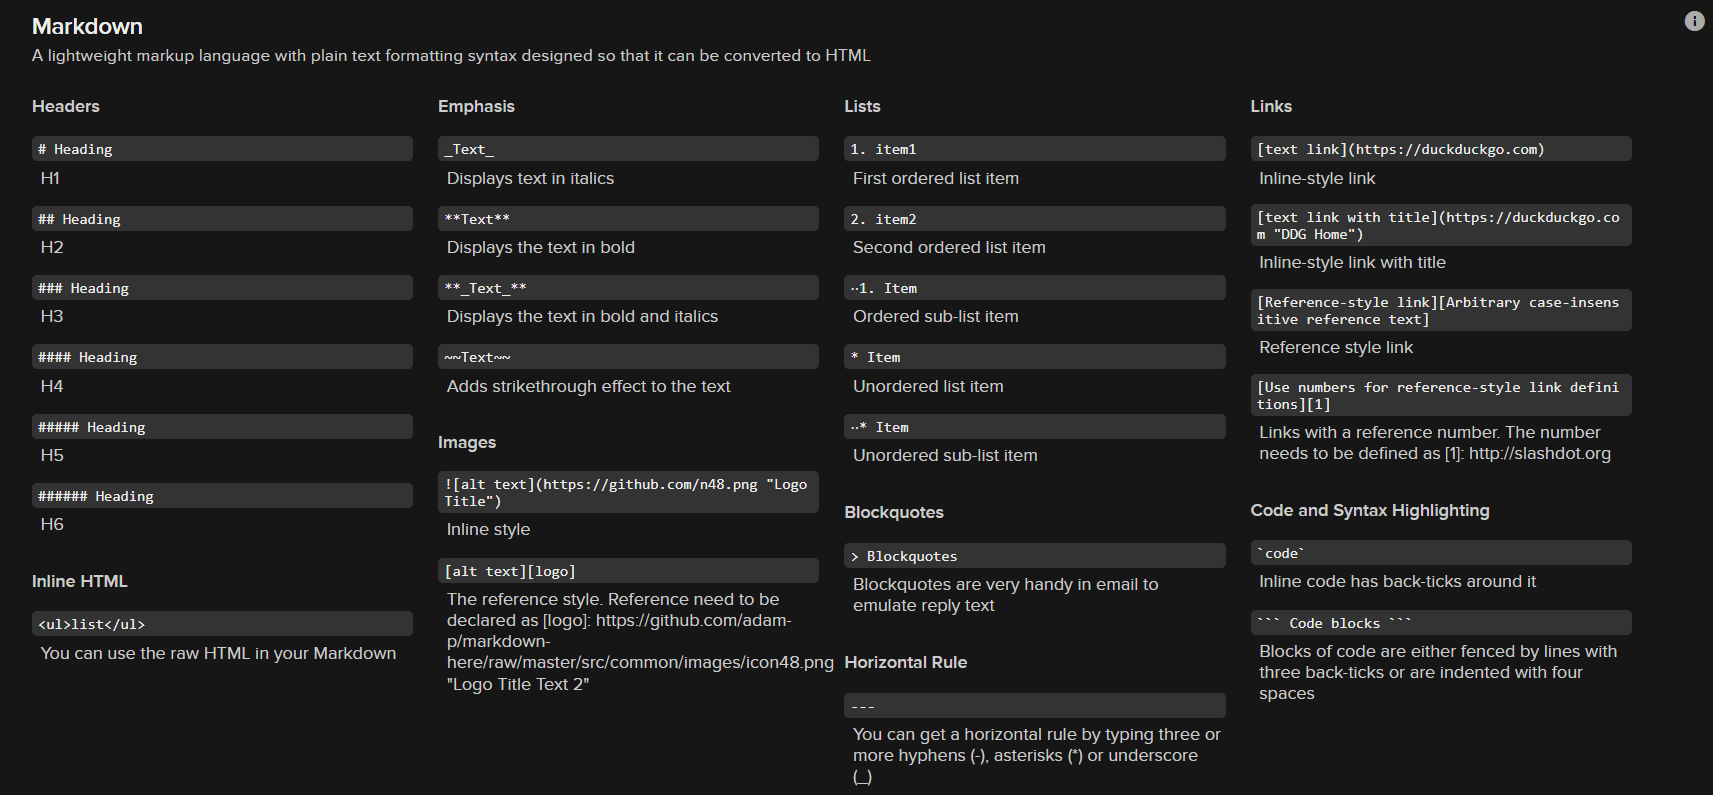 Markdown
A lightweight markup language with plain text formatting syntax designed so that it can be converted to HTML
Headers
# Heading
H1
## Heading
H2
### Heading
H3
#### Heading
H4
##### Heading
H5
###### Heading
H6
Inline HTML
<ul>list</ul>
You can use the raw HTML in your Markdown
Emphasis
_Text_
Displays text in italics
**Text**
Displays the text in bold
**_Text_**
Displays the text in bold and italics
~~Text~~
Adds strikethrough effect to the text
Images
![alt text](https://github.com/n48.png "Logo
Title")
Inline style
[alt text][logo]
The reference style. Reference need to be
declared as [logo]: https://github.com/adam-
p/markdown-
here/raw/master/src/common/images/icon48.png
"Logo Title Text 2"
Lists
1. item1
First ordered list item
2. item2
Second ordered list item
··1. Item
Ordered sub-list item
* Item
Unordered list item
··* Item
Unordered sub-list item
Blockquotes
> Blockquotes
Blockquotes are very handy in email to
emulate reply text
Horizontal Rule
---
You can get a horizontal rule by typing three or
more hyphens (-), asterisks (*) or underscore
(_)
Links
[text link](https://duckduckgo.com)
Inline-style link
[text link with title](https://duckduckgo.co
m "DDG Home")
Inline-style link with title
[Reference-style link][Arbitrary case-insens
itive reference text]
Reference style link
[Use numbers for reference-style link defini
tions][1]
Links with a reference number. The number
needs to be defined as [1]: http://slashdot.org
Code and Syntax Highlighting
`code`
Inline code has back-ticks around it
``` Code blocks ```
Blocks of code are either fenced by lines with
three back-ticks or are indented with four
spaces